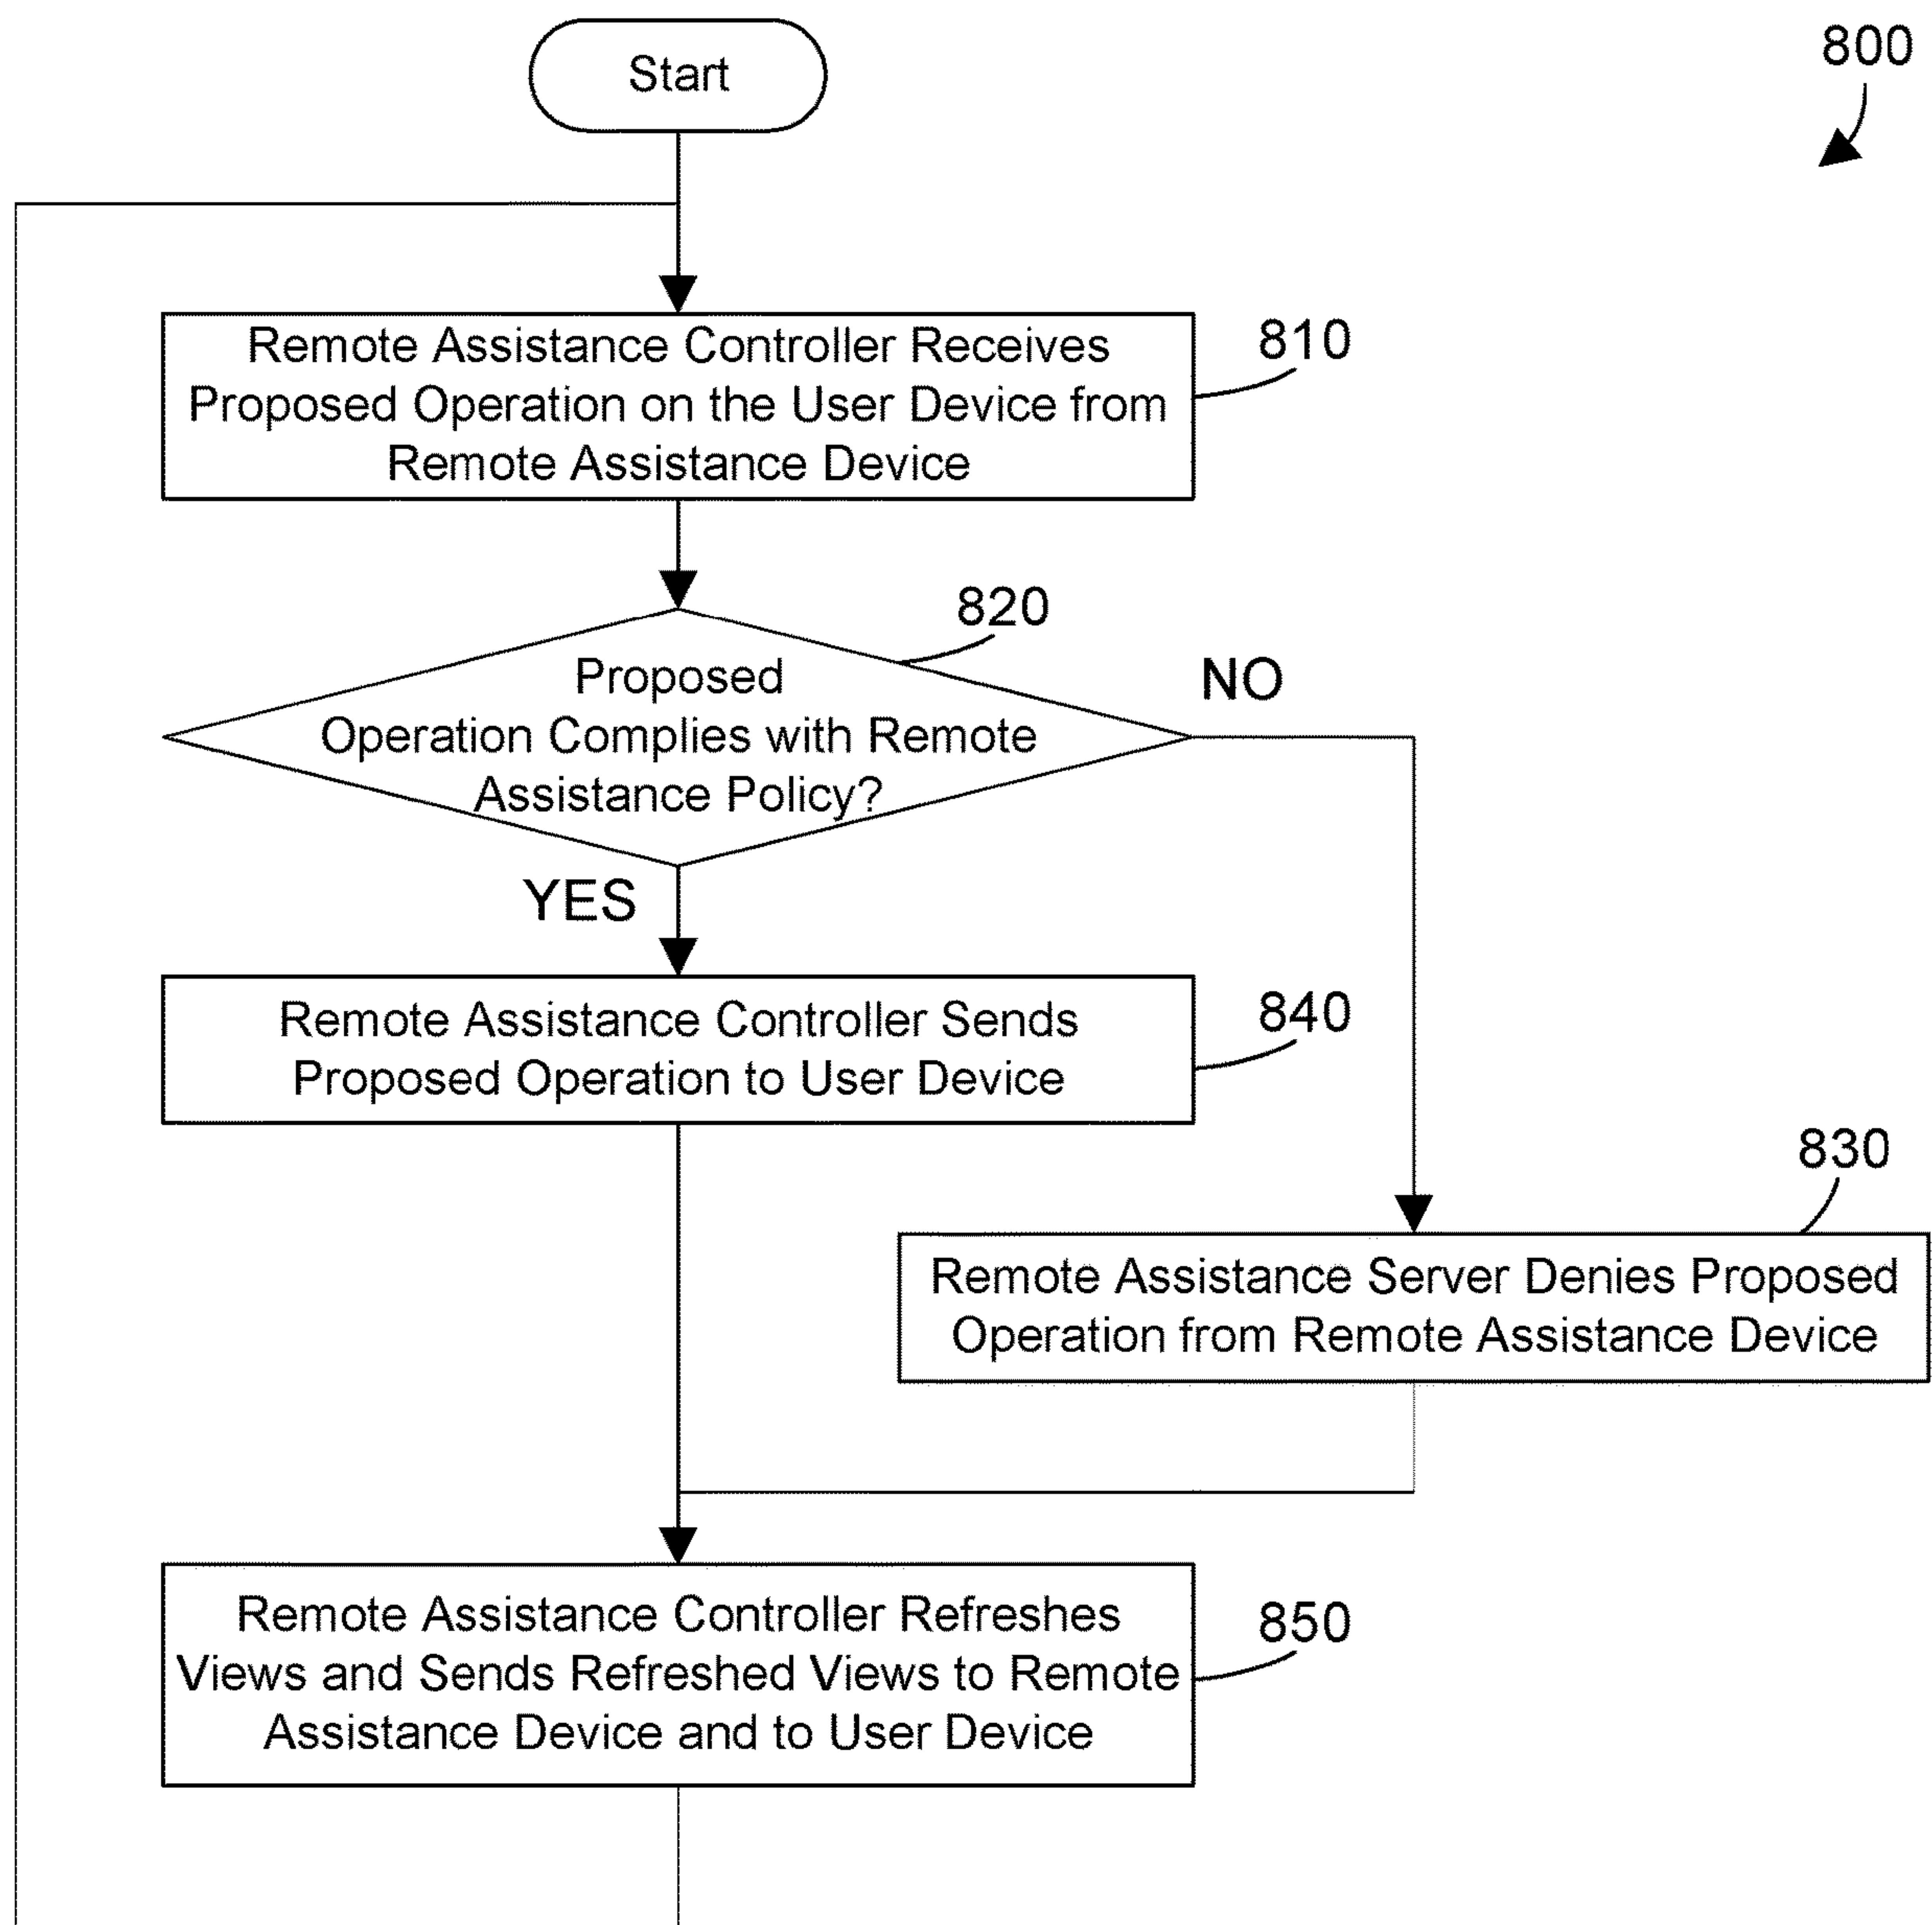 Start
800
Remote Assistance Controller Receives
Proposed Operation on the User Device from
Remote Assistance Device
810
820
Proposed
Operation Complies with Remote
Assistance Policy?
NO
YES
Remote Assistance Controller Sends
Proposed Operation to User Device
840
830
Remote Assistance Server Denies Proposed
Operation from Remote Assistance Device
Remote Assistance Controller Refreshes
Views and Sends Refreshed Views to Remote
Assistance Device and to User Device
850